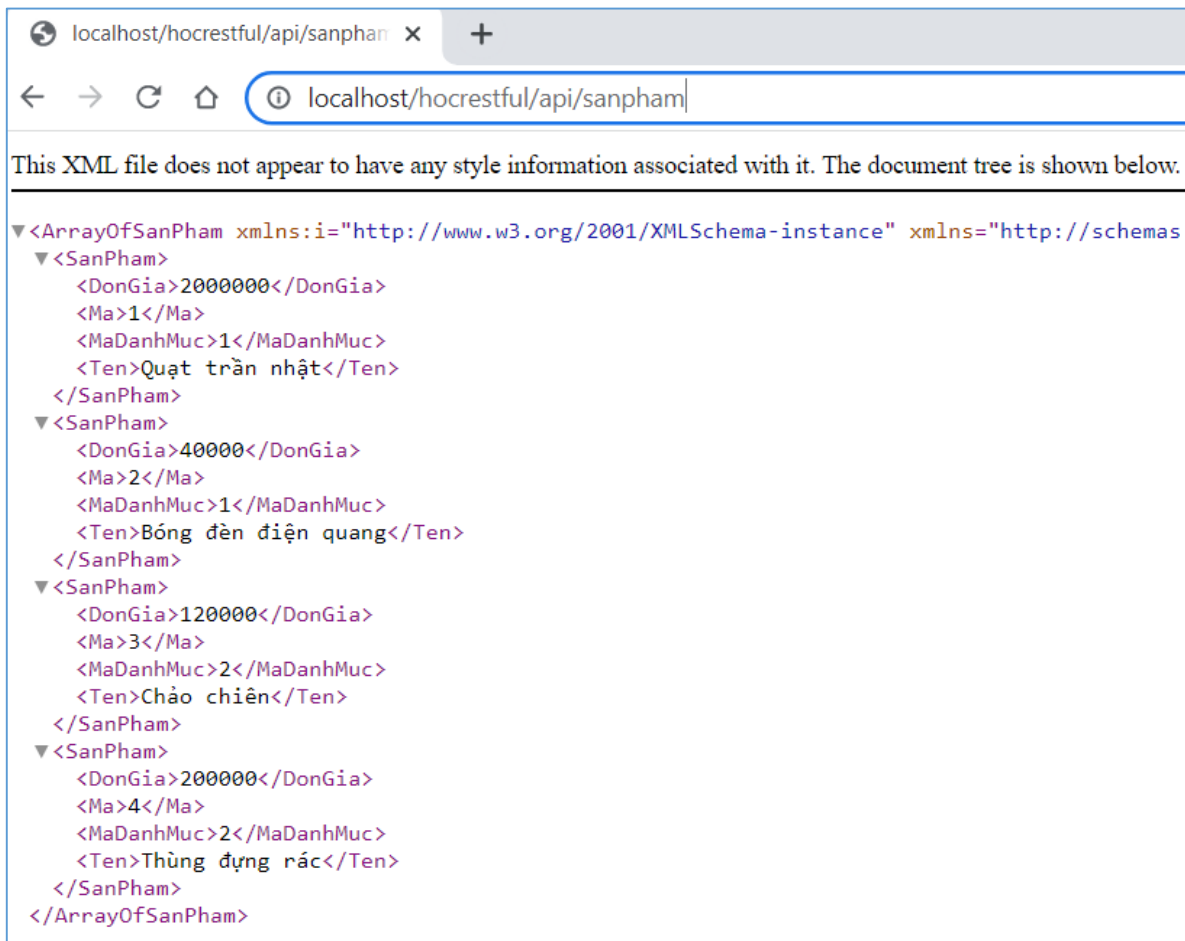 localhost/hocrestful/api/sanpham
localhost/hocrestful/api/sanpham
This XML file does not appear to have any style information associated with it. The document tree is shown below.
▼<ArrayOfSanPham xmlns:i="http://www.w3.org/2001/XMLSchema-instance" xmlns="http://schemas
▼<SanPham>
<DonGia>2000000</DonGia>
<Ma>1</Ma>
<MaDanhMuc>1</MaDanhMuc>
<Ten>Quạt trần nhật</Ten>
</SanPham>
▼<SanPham>
<DonGia>40000</DonGia>
<Ma>2</Ma>
<MaDanhMuc>1</MaDanhMuc>
<Ten>Bóng đèn điện quang</Ten>
</SanPham>
▼<SanPham>
<DonGia>120000</DonGia>
<Ma>3</Ma>
<MaDanhMuc>2</MaDanhMuc>
<Ten>Chảo chiên</Ten>
</SanPham>
▼<SanPham>
<DonGia>200000</DonGia>
<Ma>4</Ma>
<MaDanhMuc>2</MaDanhMuc>
<Ten>Thùng đựng rác</Ten>
</SanPham>
</ArrayOfSanPham>